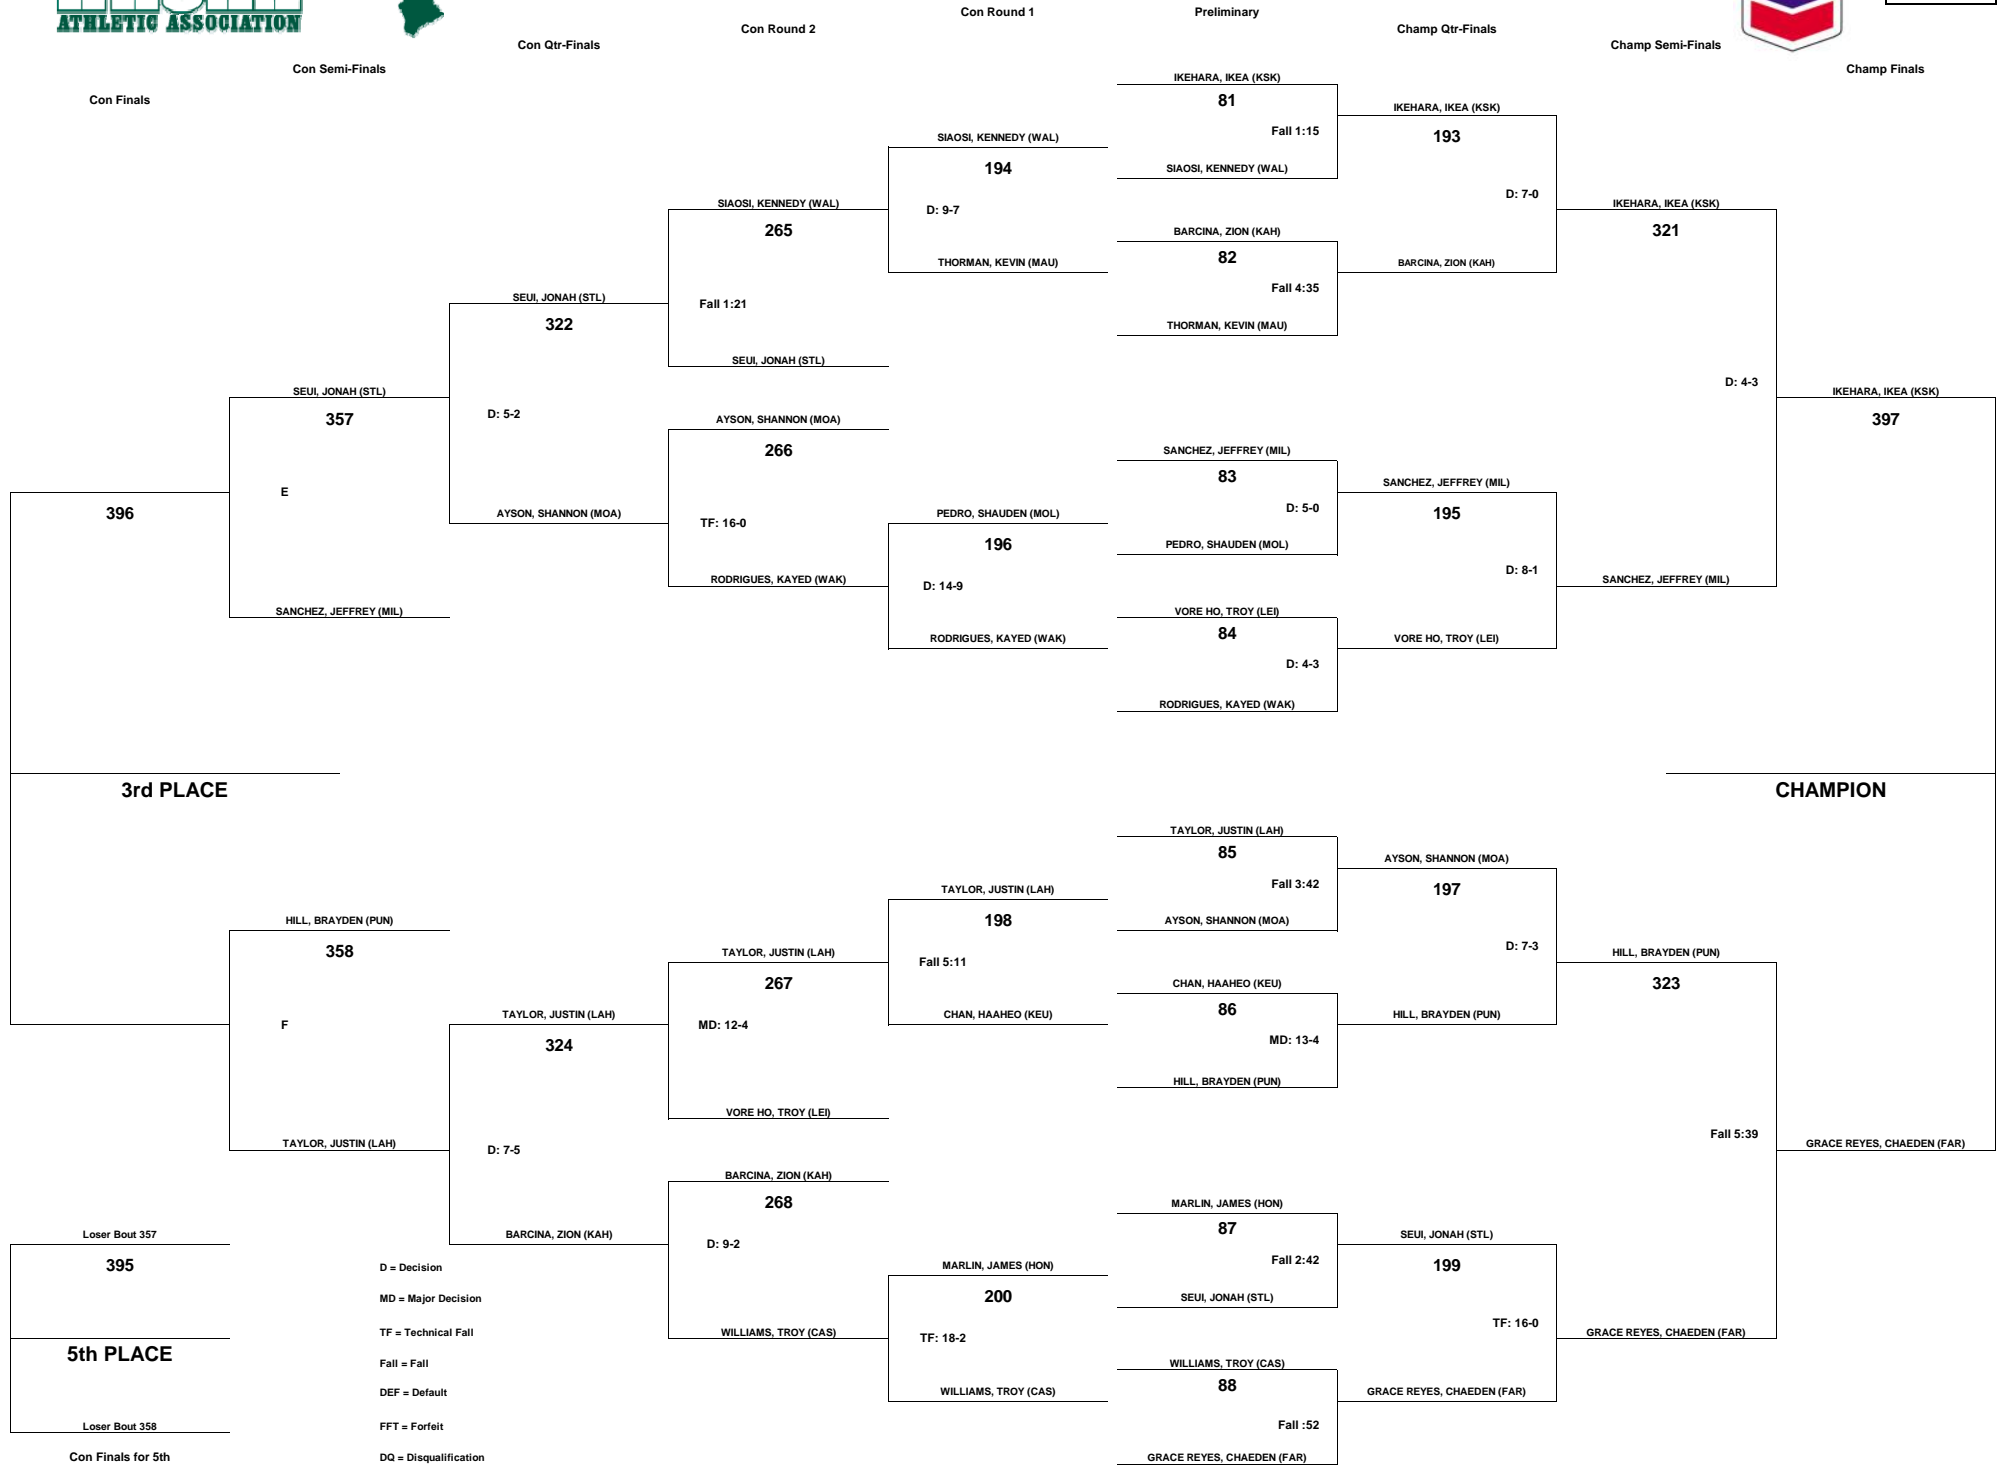 ATHLETIC ASSOCIATION
Con Finals
Con Semi-Finals
Con Qtr-Finals
Con Round 2
Con Round 1
Preliminary
Champ Qtr-Finals
Champ Semi-Finals
Champ Finals
IKEHARA, IKEA (KSK)
81
Fall 1:15
SIAOSI, KENNEDY (WAL)
BARCINA, ZION (KAH)
82
Fall 4:35
THORMAN, KEVIN (MAU)
SANCHEZ, JEFFREY (MIL)
83
D: 5-0
PEDRO, SHAUDEN (MOL)
VORE HO, TROY (LEI)
84
D: 4-3
RODRIGUES, KAYED (WAK)
TAYLOR, JUSTIN (LAH)
85
Fall 3:42
AYSON, SHANNON (MOA)
CHAN, HAAHEO (KEU)
86
MD: 13-4
HILL, BRAYDEN (PUN)
MARLIN, JAMES (HON)
87
Fall 2:42
SEUI, JONAH (STL)
WILLIAMS, TROY (CAS)
88
Fall :52
GRACE REYES, CHAEDEN (FAR)
IKEHARA, IKEA (KSK)
193
D: 7-0
BARCINA, ZION (KAH)
SANCHEZ, JEFFREY (MIL)
195
D: 8-1
VORE HO, TROY (LEI)
AYSON, SHANNON (MOA)
197
D: 7-3
HILL, BRAYDEN (PUN)
SEUI, JONAH (STL)
199
TF: 16-0
GRACE REYES, CHAEDEN (FAR)
IKEHARA, IKEA (KSK)
321
D: 4-3
SANCHEZ, JEFFREY (MIL)
HILL, BRAYDEN (PUN)
323
Fall 5:39
GRACE REYES, CHAEDEN (FAR)
IKEHARA, IKEA (KSK)
397
CHAMPION
GRACE REYES, CHAEDEN (FAR)
SIAOSI, KENNEDY (WAL)
194
D: 9-7
THORMAN, KEVIN (MAU)
PEDRO, SHAUDEN (MOL)
196
D: 14-9
RODRIGUES, KAYED (WAK)
TAYLOR, JUSTIN (LAH)
198
Fall 5:11
CHAN, HAAHEO (KEU)
MARLIN, JAMES (HON)
200
TF: 18-2
WILLIAMS, TROY (CAS)
SIAOSI, KENNEDY (WAL)
265
Fall 1:21
SEUI, JONAH (STL)
AYSON, SHANNON (MOA)
266
TF: 16-0
RODRIGUES, KAYED (WAK)
TAYLOR, JUSTIN (LAH)
267
MD: 12-4
VORE HO, TROY (LEI)
BARCINA, ZION (KAH)
268
D: 9-2
WILLIAMS, TROY (CAS)
SEUI, JONAH (STL)
322
D: 5-2
AYSON, SHANNON (MOA)
TAYLOR, JUSTIN (LAH)
324
D: 7-5
BARCINA, ZION (KAH)
SEUI, JONAH (STL)
357
E
SANCHEZ, JEFFREY (MIL)
HILL, BRAYDEN (PUN)
358
F
TAYLOR, JUSTIN (LAH)
396
3rd PLACE
Loser Bout 357
395
5th PLACE
Loser Bout 358
Con Finals for 5th
D = Decision
MD = Major Decision
TF = Technical Fall
Fall = Fall
DEF = Default
FFT = Forfeit
DQ = Disqualification